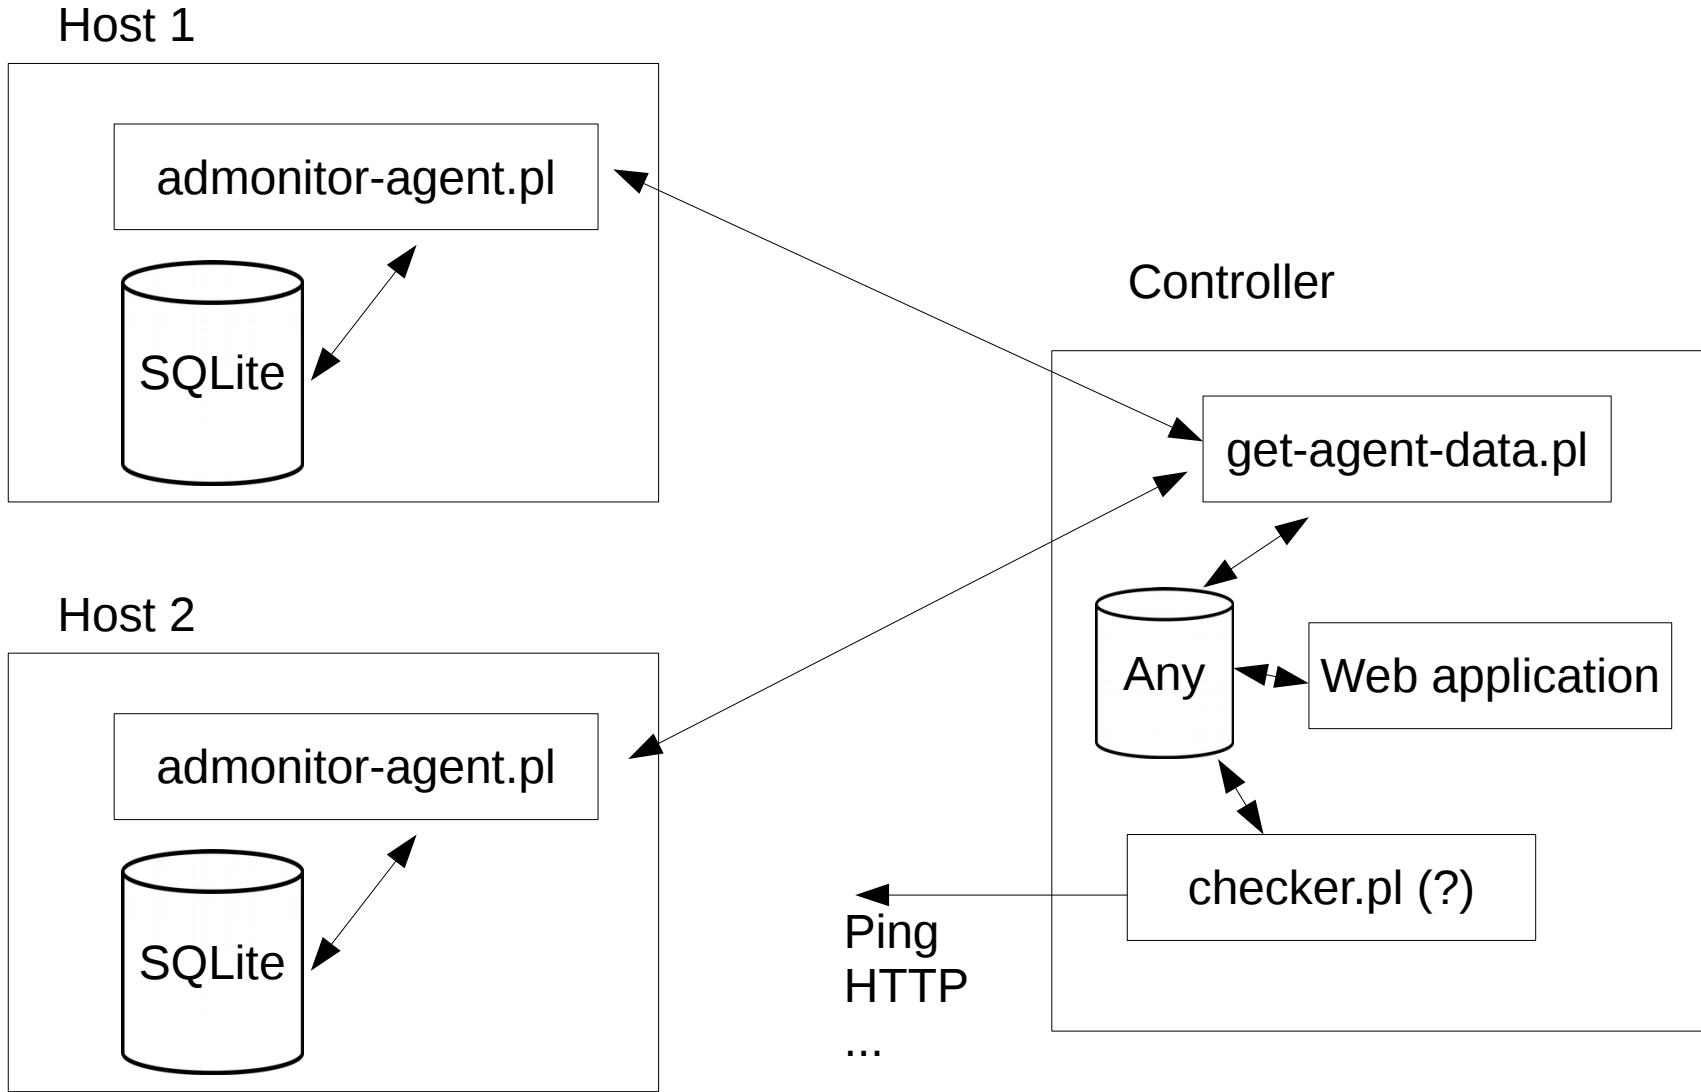 Host 1
admonitor-agent.pl
SQLite
Host 2
admonitor-agent.pl
SQLite
Controller
get-agent-data.pl
Any
Web application
checker.pl (?)
Ping
HTTP
...